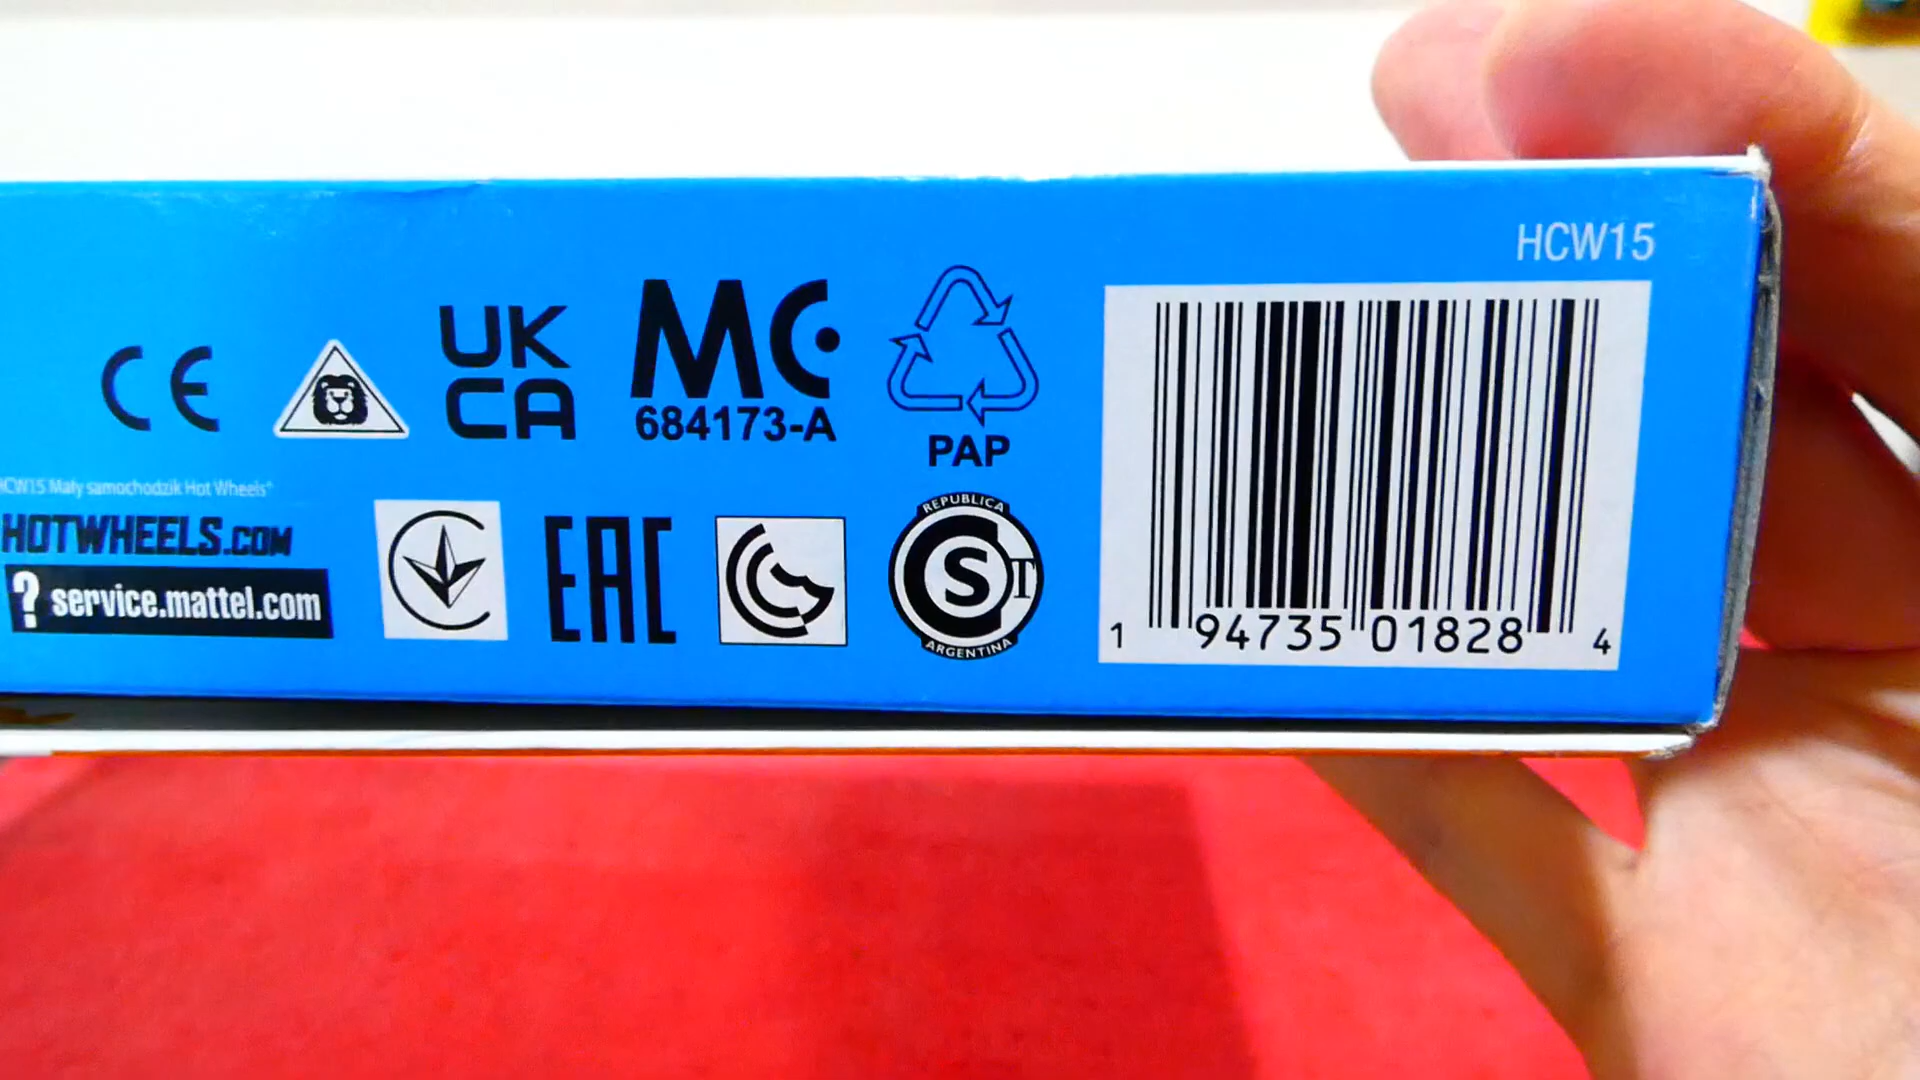 HCW15
CE
UK
CA
MC
684173-A
PAP
HCW15 Mały samochodzik Hot Wheels®
HOTWHEELS.COM
? service.mattel.com
EAC
REPUBLICA
S T
ARGENTINA
1 94735 01828 4